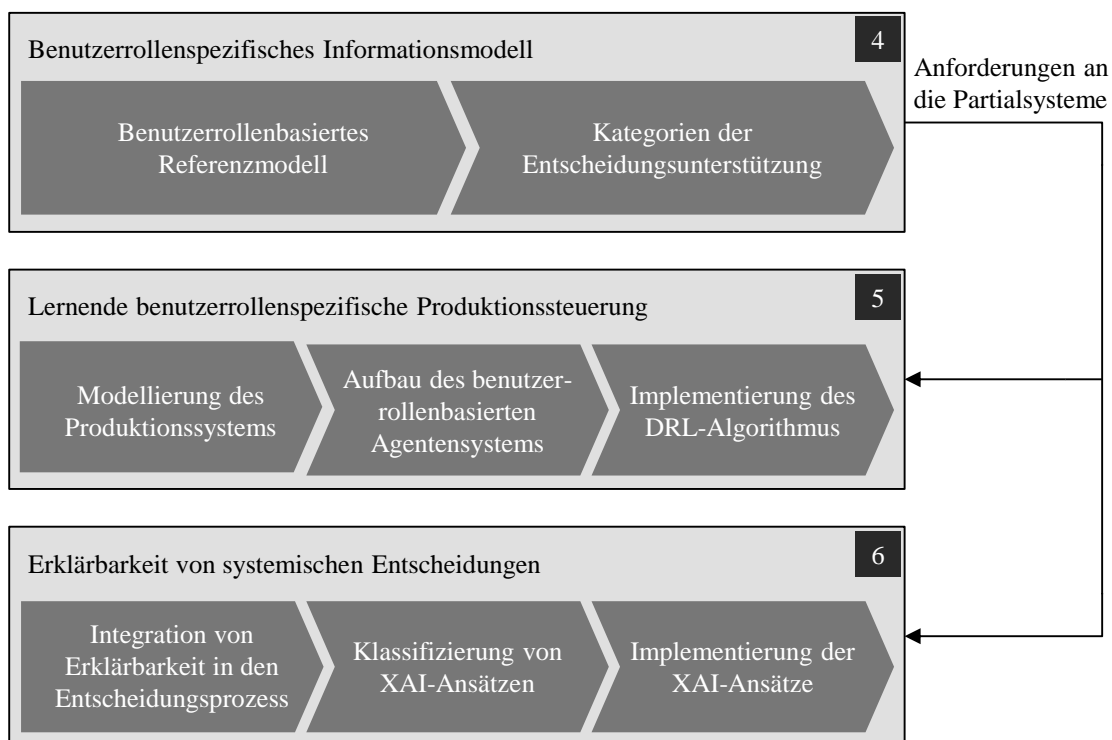 Benutzerrollenspezifisches Informationsmodell
4
Anforderungen an
die Partialsysteme
Benutzerrollenbasiertes
Referenzmodell
Kategorien der
Entscheidungsunterstützung
Lernende benutzerrollenspezifische Produktionssteuerung
5
Modellierung des
Produktionssystems
Aufbau des benutzer-
rollenbasierten
Agentensystems
Implementierung des
DRL-Algorithmus
Erklärbarkeit von systemischen Entscheidungen
6
Integration von
Erklärbarkeit in den
Entscheidungsprozess
Klassifizierung von
XAI-Ansätzen
Implementierung der
XAI-Ansätze